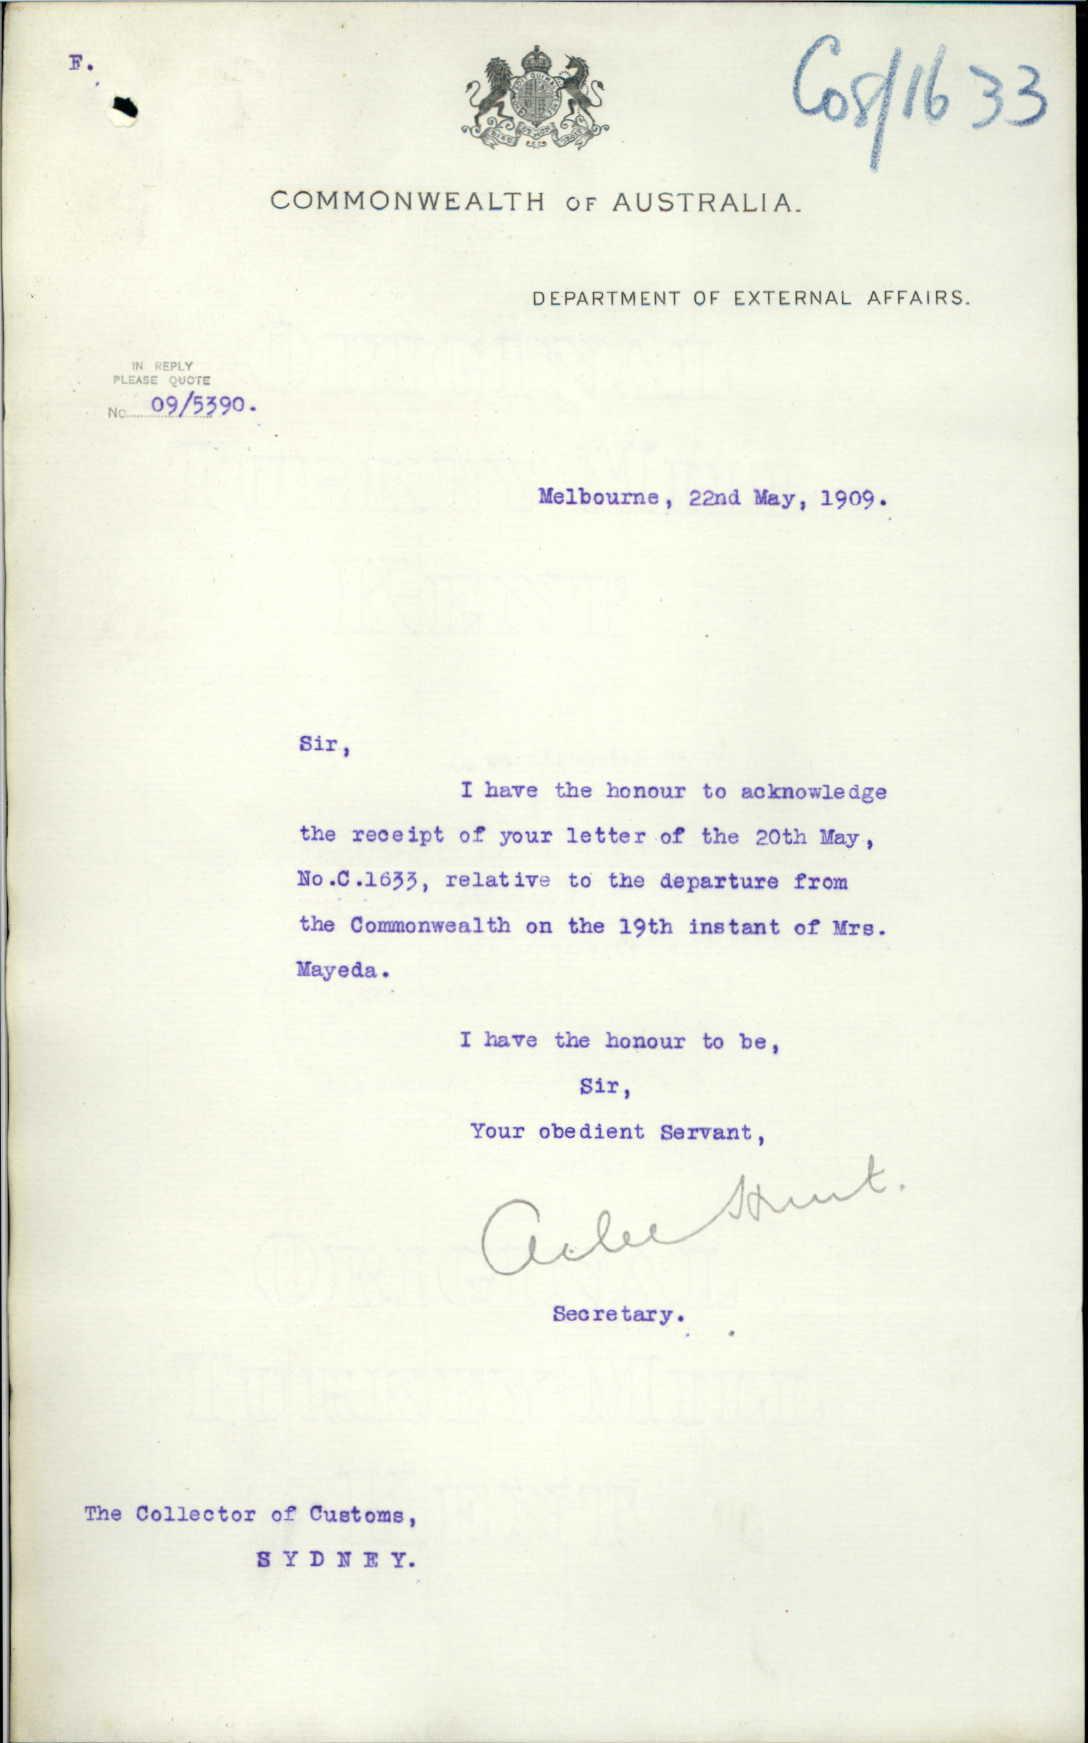 F.
Co8/1633
COMMONWEALTH OF AUSTRALIA.
DEPARTMENT OF EXTERNAL AFFAIRS.
IN REPLY
PLEASE QUOTE
No 09/5390.
Melbourne, 22nd May, 1909.
Sir,
I have the honour to acknowledge
the receipt of your letter of the 20th May,
No.C.1633, relative to the departure from
the Commonwealth on the 19th instant of Mrs.
Mayeda.
I have the honour to be,
Sir,
Your obedient Servant,
Atlee Hunt.
Secretary.
The Collector of Customs,
SYDNEY.